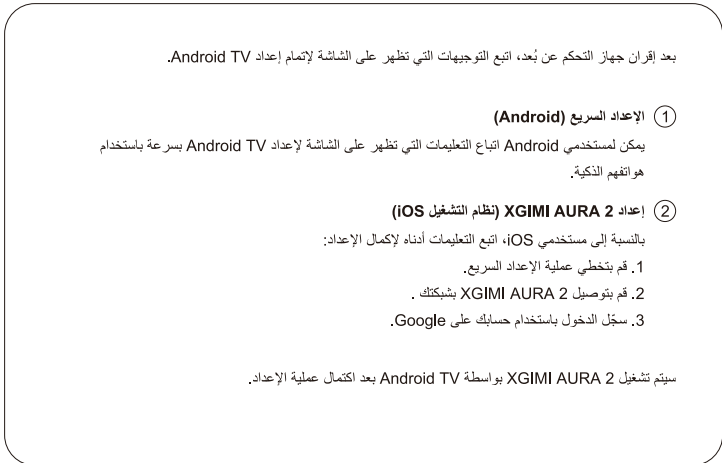 بعد إقران جهاز التحكم عن بُعد، اتبع التوجيهات التي تظهر على الشاشة لإتمام إعداد Android TV.
① الإعداد السريع (Android)
يمكن لمستخدمي Android اتباع التعليمات التي تظهر على الشاشة لإعداد Android TV بسرعة باستخدام
هواتفهم الذكية.
② إعداد XGIMI AURA 2 (نظام التشغيل iOS)
بالنسبة إلى مستخدمي iOS، اتبع التعليمات أدناه لإكمال الإعداد:
1. قم بتخطي عملية الإعداد السريع.
2. قم بتوصيل XGIMI AURA 2 بشبكتك .
3. سجّل الدخول باستخدام حسابك على Google.
سيتم تشغيل XGIMI AURA 2 بواسطة Android TV بعد اكتمال عملية الإعداد.